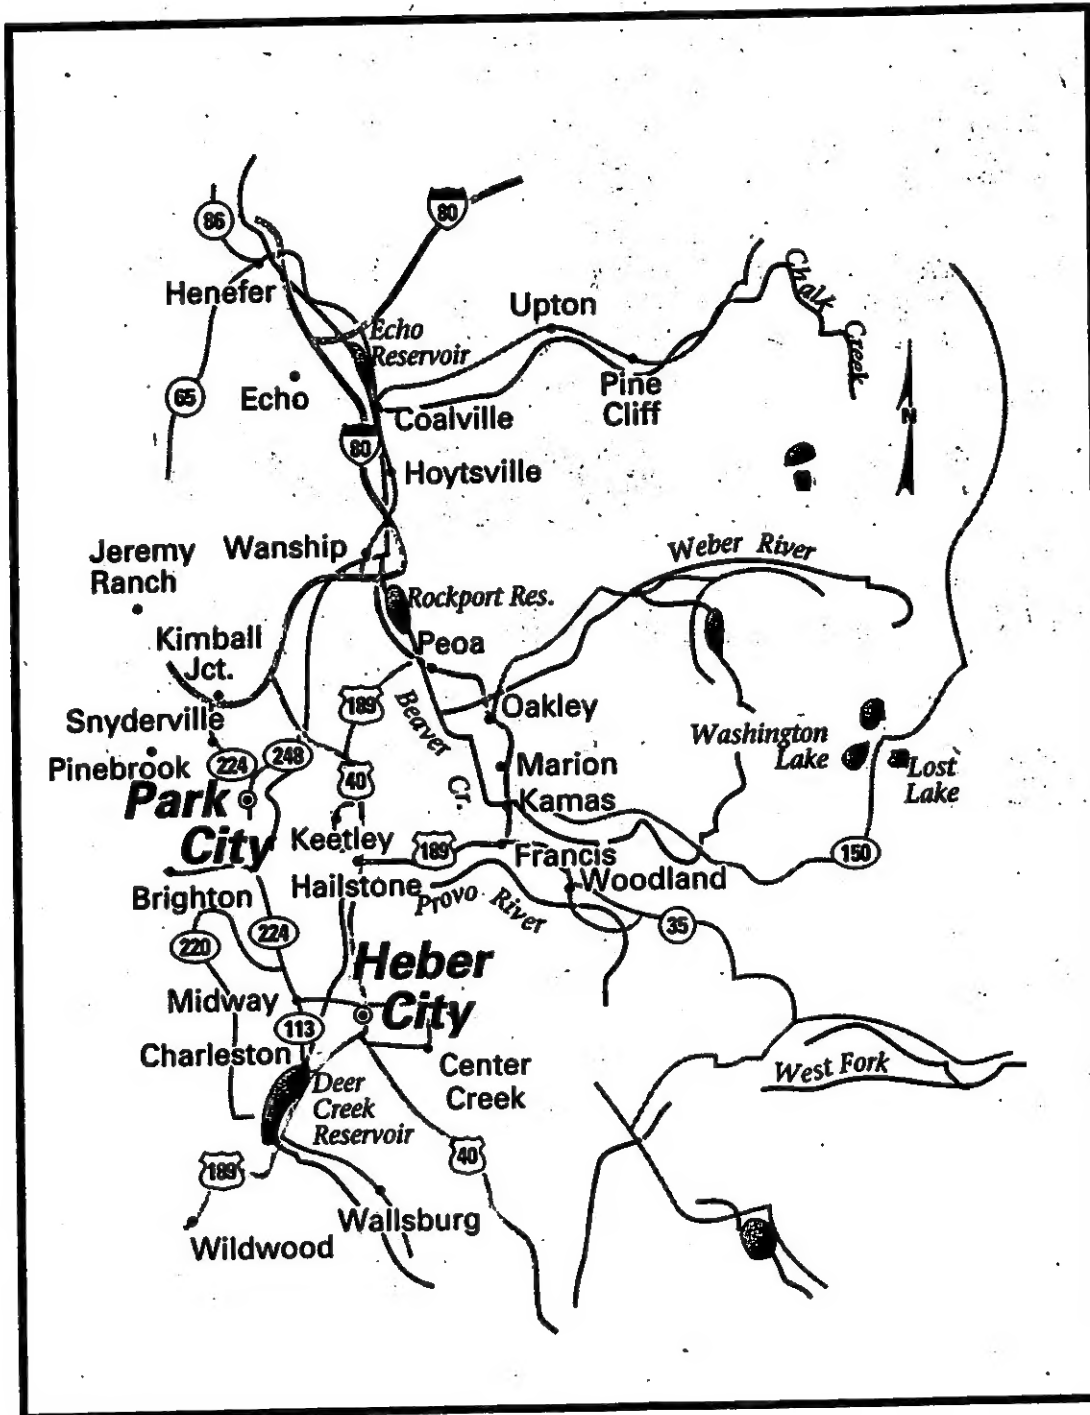 80
86
Henefer
Upton
Chalk Creek
Echo
Reservoir
65
Echo
Pine
Cliff
Coalville
N
80
Hoytsville
Jeremy
Ranch
Wanship
Weber River
Rockport Res.
Kimball
Jct.
Peoa
189
Beaver Cr.
Oakley
Snyderville
Washington
Lake
Pinebrook
224
248
40
Marion
Lost
Lake
Park
City
Kamas
Keetley
189
Francis
150
Brighton
Hailstone
Provo River
Woodland
220
224
35
Heber
City
Midway
113
Charleston
Center
Creek
West Fork
Deer
Creek
Reservoir
189
40
Wallsburg
Wildwood